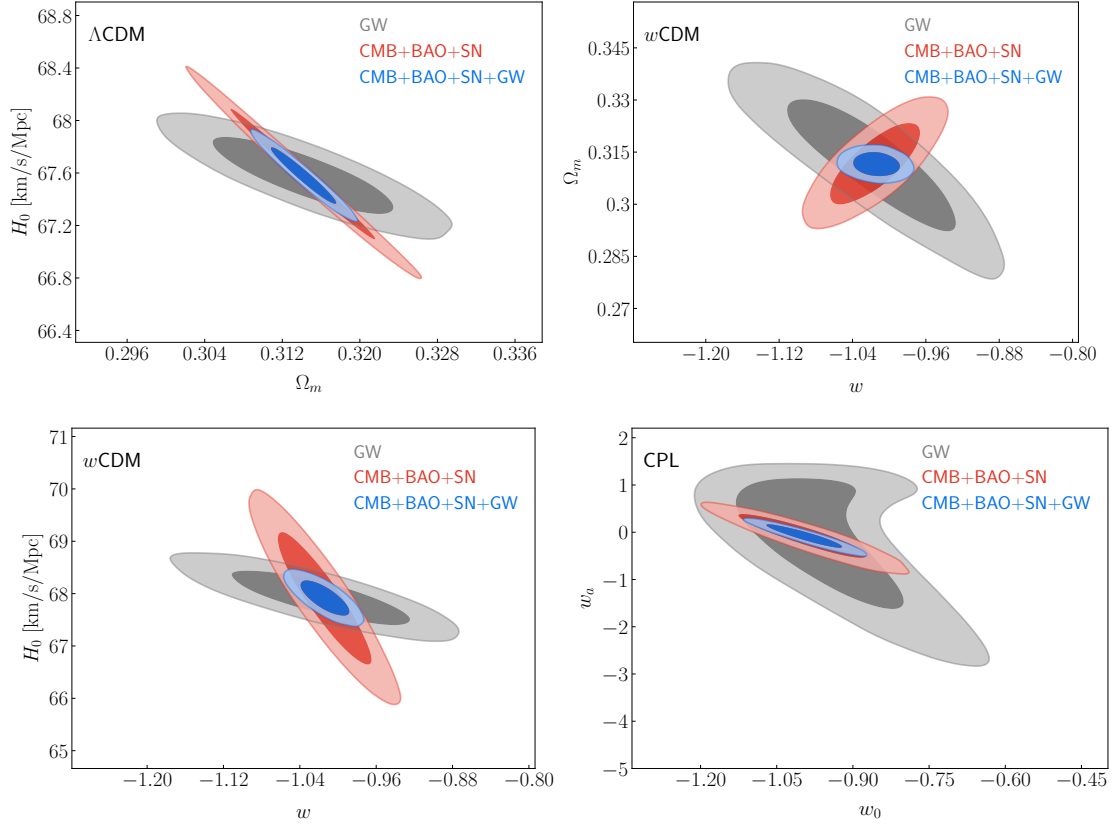 ΛCDM
GW
CMB+BAO+SN
CMB+BAO+SN+GW
68.8
68.4
68
67.6
67.2
66.8
66.4
H₀ [km/s/Mpc]
0.296 0.304 0.312 0.320 0.328 0.336
Ωₘ
wCDM
GW
CMB+BAO+SN
CMB+BAO+SN+GW
0.345
0.33
0.315
0.3
0.285
0.27
Ωₘ
−1.20 −1.12 −1.04 −0.96 −0.88 −0.80
w
wCDM
GW
CMB+BAO+SN
CMB+BAO+SN+GW
71
70
69
68
67
66
65
H₀ [km/s/Mpc]
−1.20 −1.12 −1.04 −0.96 −0.88 −0.80
w
CPL
GW
CMB+BAO+SN
CMB+BAO+SN+GW
2
1
0
−1
−2
−3
−4
−5
wₐ
−1.20 −1.05 −0.90 −0.75 −0.60 −0.45
w₀